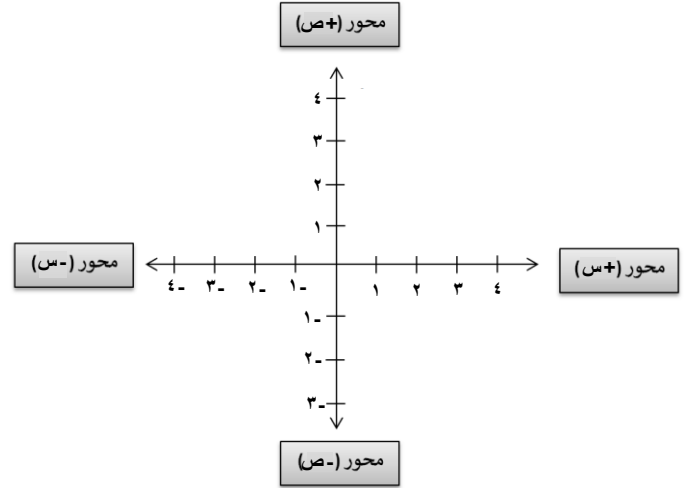 محور (+ص)
٤
٣
٢
١
محور (-س)
محور (+س)
-٤ -٣ -٢ -١ ١ ٢ ٣ ٤
-١
-٢
-٣
محور (-ص)